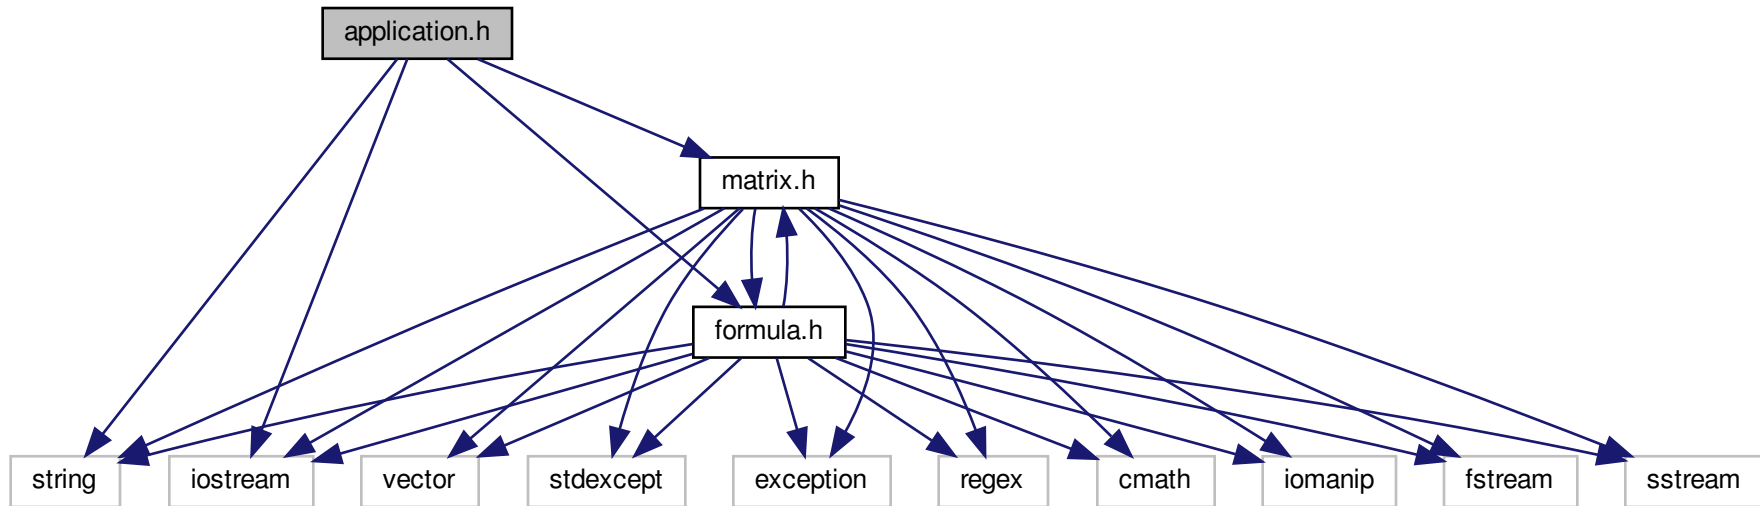 application.h
matrix.h
formula.h
string
iostream
vector
stdexcept
exception
regex
cmath
iomanip
fstream
sstream